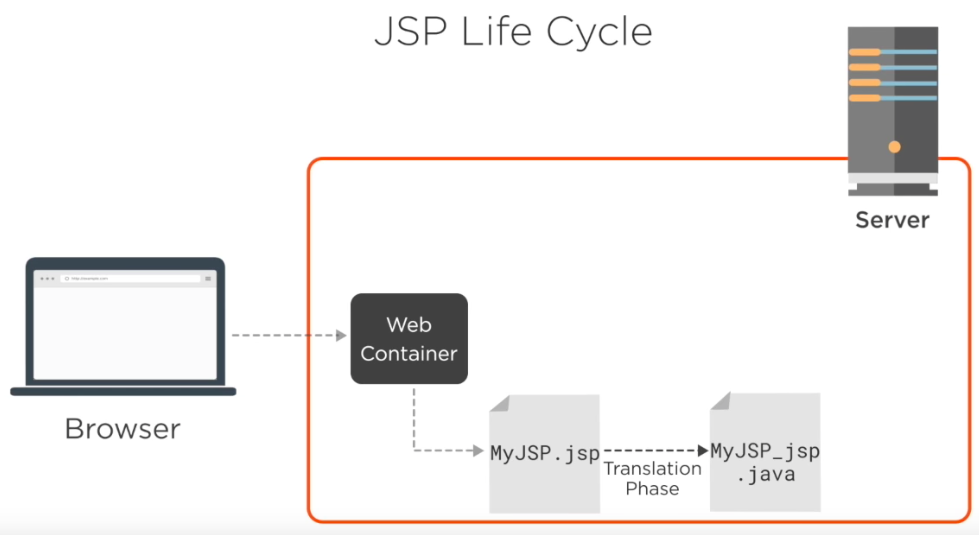 JSP Life Cycle
Server
Web
Container
Browser
MyJSP.jsp
Translation
Phase
MyJSP_jsp
.java